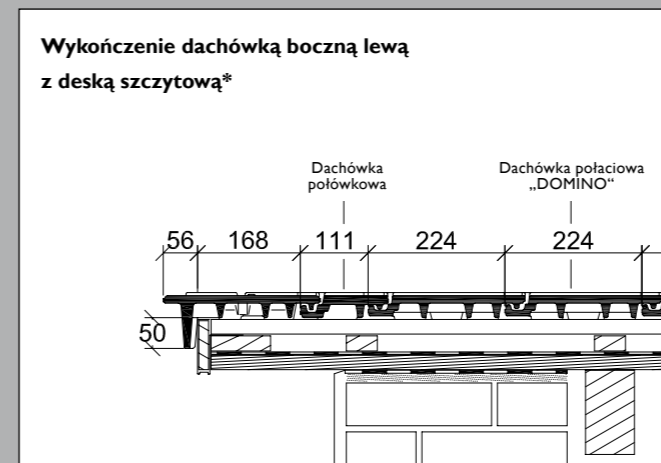 Wykończenie dachówką boczną lewą
z deską szczytową*
Dachówka
połówkowa
Dachówka połaciowa
„DOMINO“
56 168 111 224 224
50